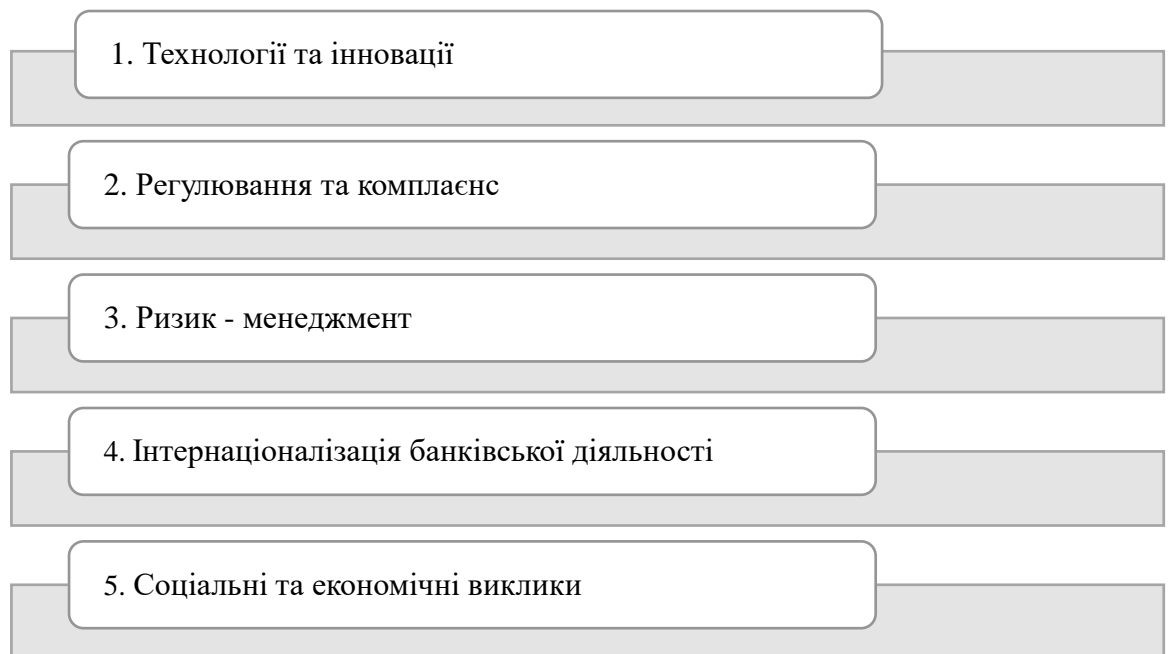 1. Технології та інновації
2. Регулювання та комплаєнс
3. Ризик - менеджмент
4. Інтернаціоналізація банківської діяльності
5. Соціальні та економічні виклики